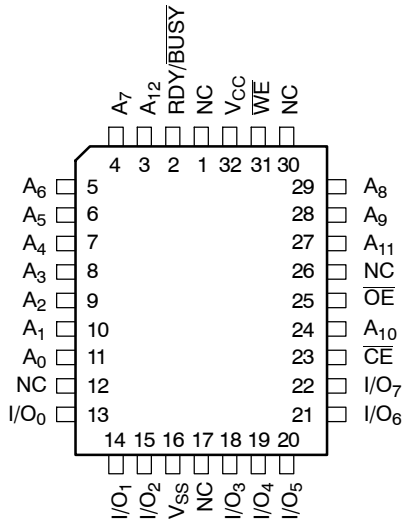 A7 A12 RDY/BUSY NC VCC WE NC
4 3 2 1 32 31 30
A6 5 29 A8
A5 6 28 A9
A4 7 27 A11
A3 8 26 NC
A2 9 25 OE
A1 10 24 A10
A0 11 23 CE
NC 12 22 I/O7
I/O0 13 21 I/O6
14 15 16 17 18 19 20
I/O1 I/O2 VSS NC I/O3 I/O4 I/O5